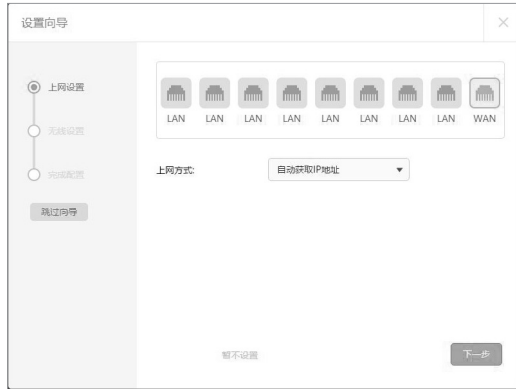 设置向导
上网设置
无线设置
完成配置
跳过向导
LAN LAN LAN LAN LAN LAN LAN LAN WAN
上网方式: 自动获取IP地址
暂不设置
下一步